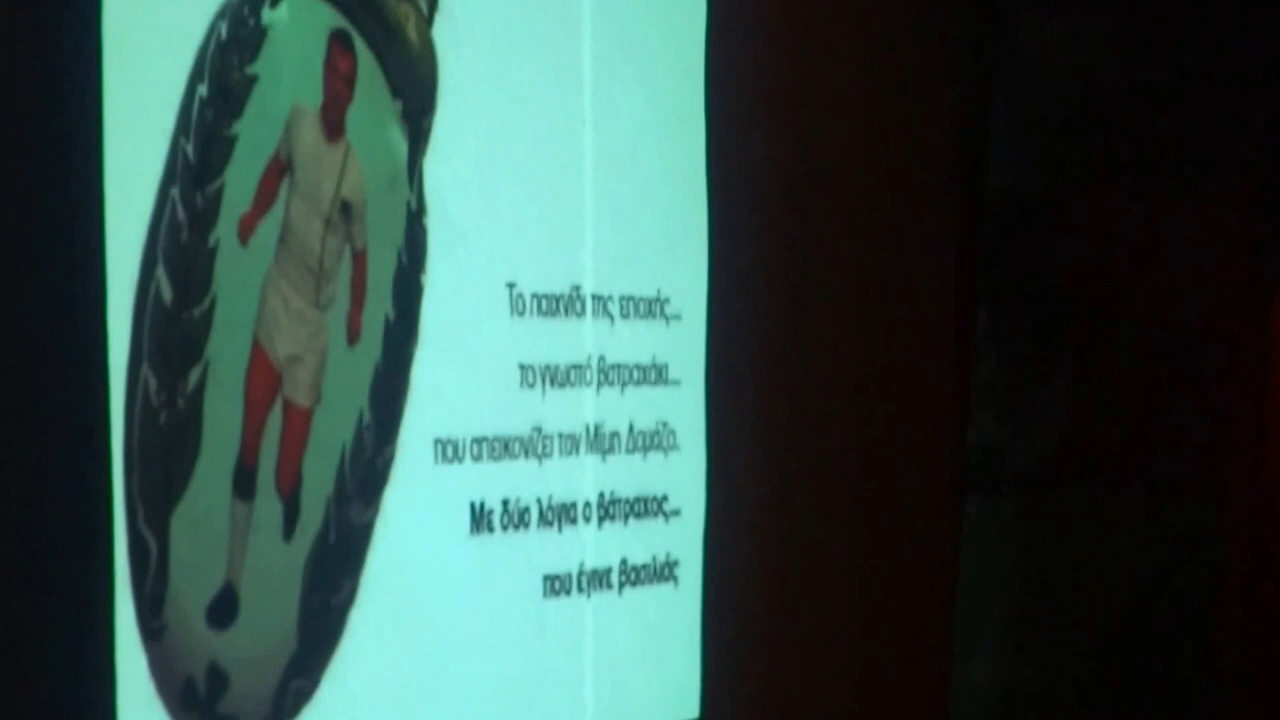 Το παιχνίδι της εποχής...
το γνωστό βατραχάκι...
που απεικονίζει τον Μίμη Δομάζο.
Με δύο λόγια ο βάτραχος...
που έγινε βασιλιάς